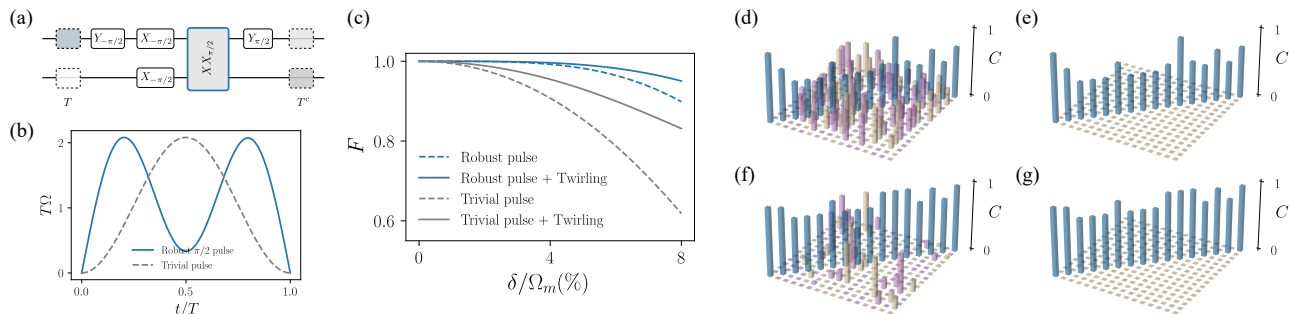 (a)
Y−π/2
X−π/2
XXπ/2
Yπ/2
X−π/2
T
Tᶜ
(b)
2
1
0
TΩ
Robust π/2 pulse
Trivial pulse
0.0
0.5
1.0
t/T
(c)
1.0
0.8
0.6
F
Robust pulse
Robust pulse + Twirling
Trivial pulse
Trivial pulse + Twirling
0
4
8
δ/Ωm(%)
(d)
1
C
0
(e)
1
C
0
(f)
1
C
0
(g)
1
C
0